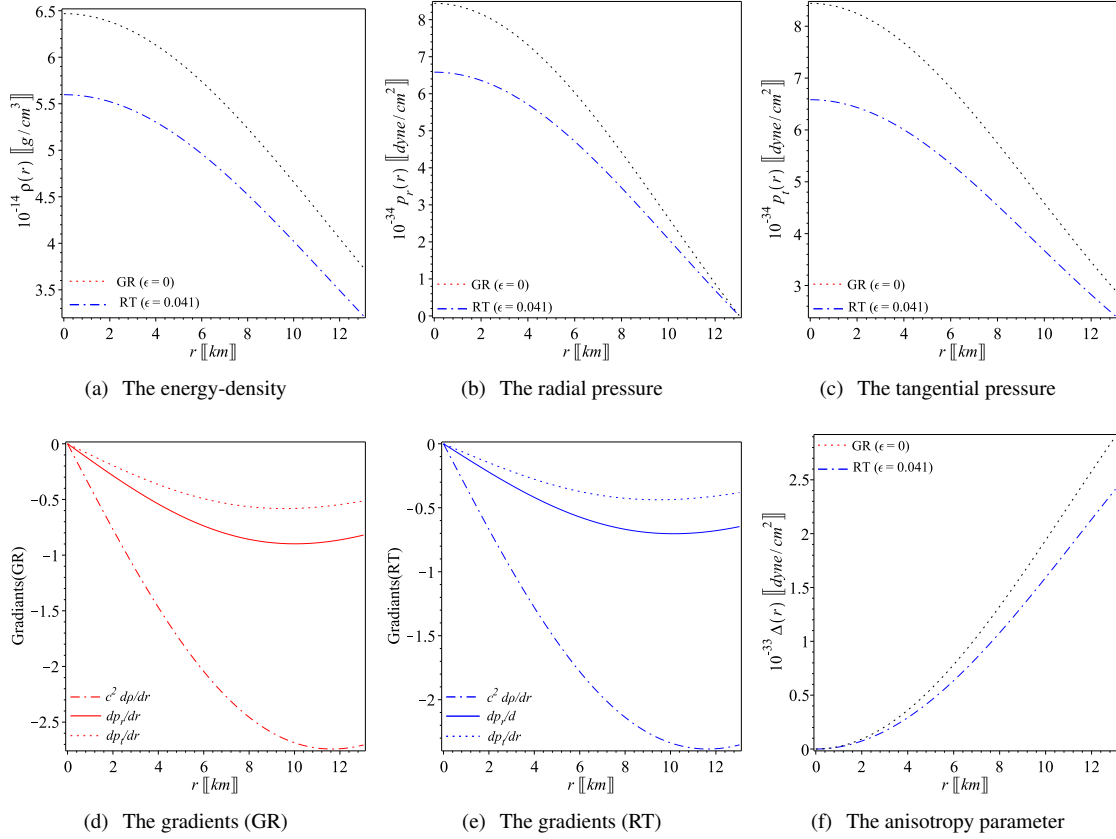 6.5
6
5.5
5
4.5
4
3.5
10^{-14} ρ(r) ⟦g/cm^3⟧
GR (ϵ = 0)
RT (ϵ = 0.041)
0 2 4 6 8 10 12
r ⟦km⟧
(a) The energy-density
8
7
6
5
4
3
2
1
0
10^{-34} p_r(r) ⟦dyne/cm^2⟧
GR (ϵ = 0)
RT (ϵ = 0.041)
0 2 4 6 8 10 12
r ⟦km⟧
(b) The radial pressure
8
7
6
5
4
3
10^{-34} p_t(r) ⟦dyne/cm^2⟧
GR (ϵ = 0)
RT (ϵ = 0.041)
0 2 4 6 8 10 12
r ⟦km⟧
(c) The tangential pressure
0
−0.5
−1
−1.5
−2
−2.5
Gradiants(GR)
c^2 dρ/dr
dp_r/dr
dp_t/dr
0 2 4 6 8 10 12
r ⟦km⟧
(d) The gradients (GR)
0
−0.5
−1
−1.5
−2
Gradiants(RT)
c^2 dρ/dr
dp_r/d
dp_t/dr
0 2 4 6 8 10 12
r ⟦km⟧
(e) The gradients (RT)
GR (ϵ = 0)
RT (ϵ = 0.041)
2.5
2
1.5
1
0.5
0
10^{-33} Δ(r) ⟦dyne/cm^2⟧
0 2 4 6 8 10 12
r ⟦km⟧
(f) The anisotropy parameter